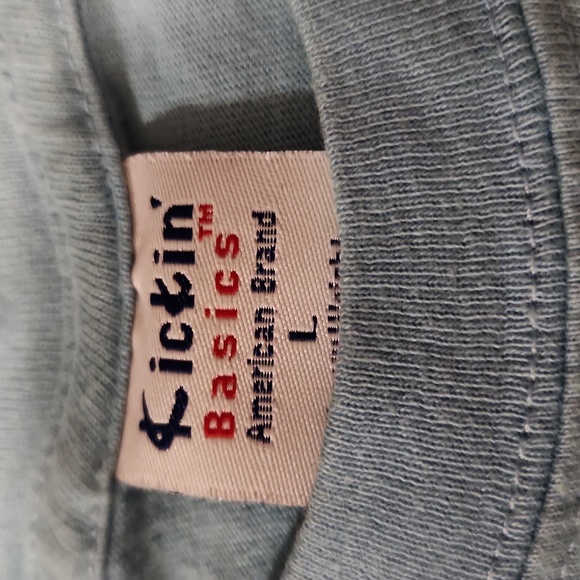 Kickin'
Basics™
American Brand
L